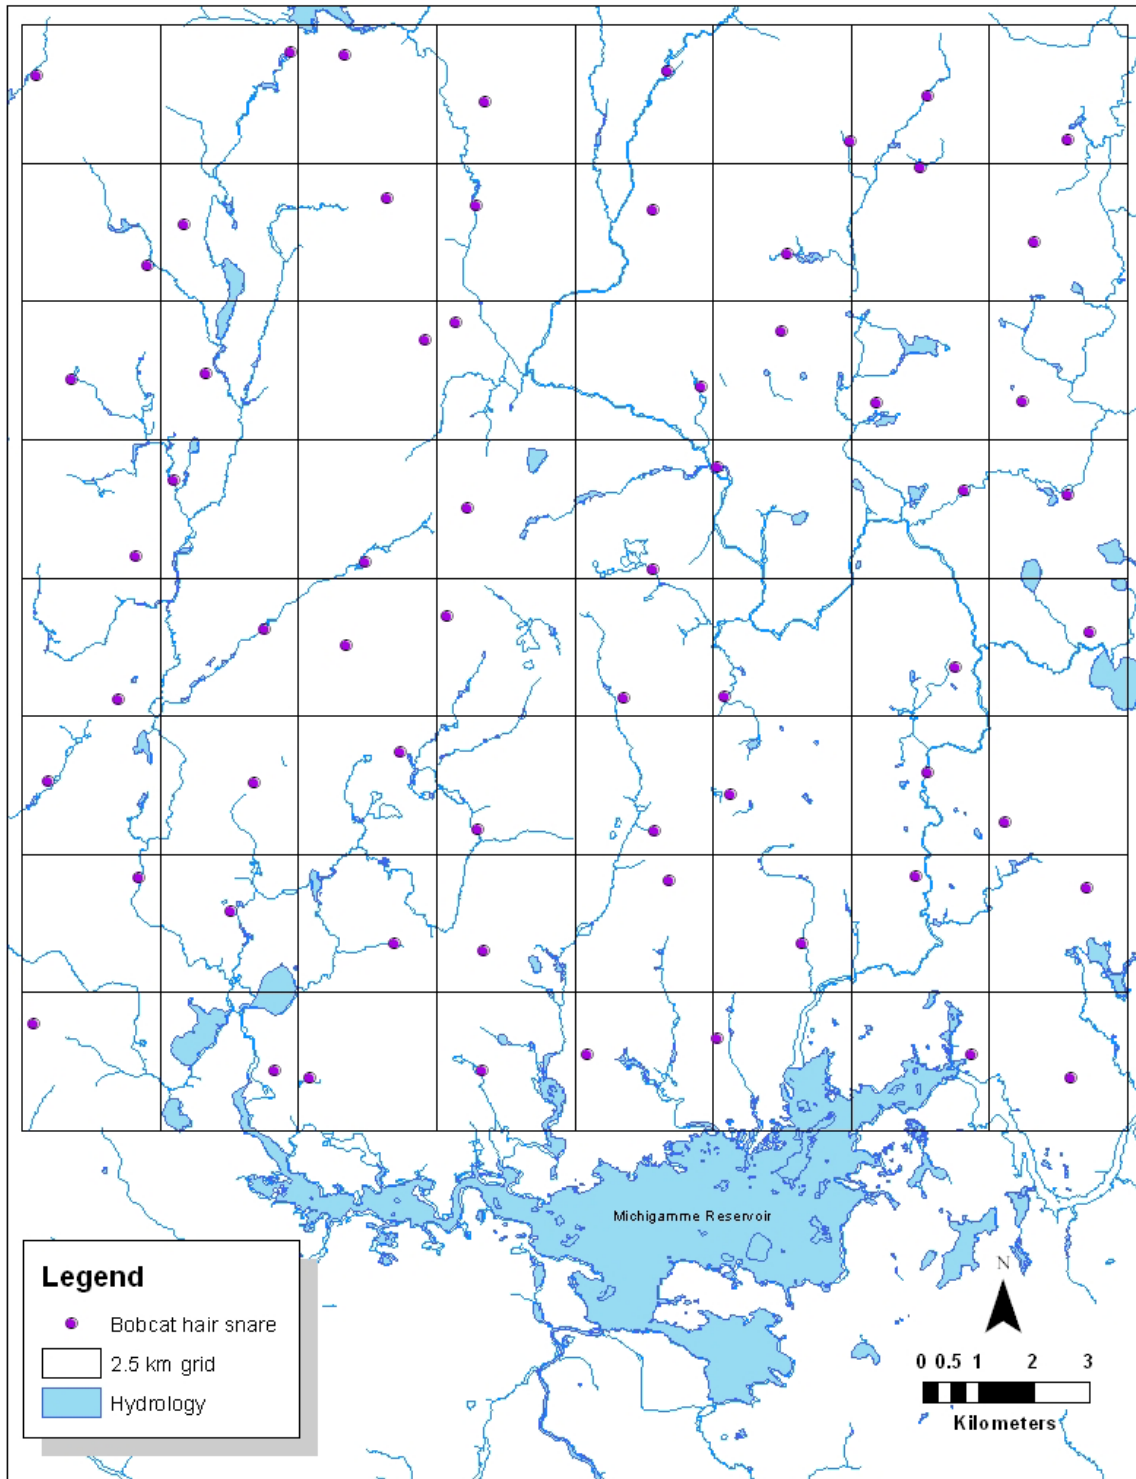 Michigamme Reservoir
Legend
Bobcat hair snare
2.5 km grid
Hydrology
N
0 0.5 1 2 3
Kilometers